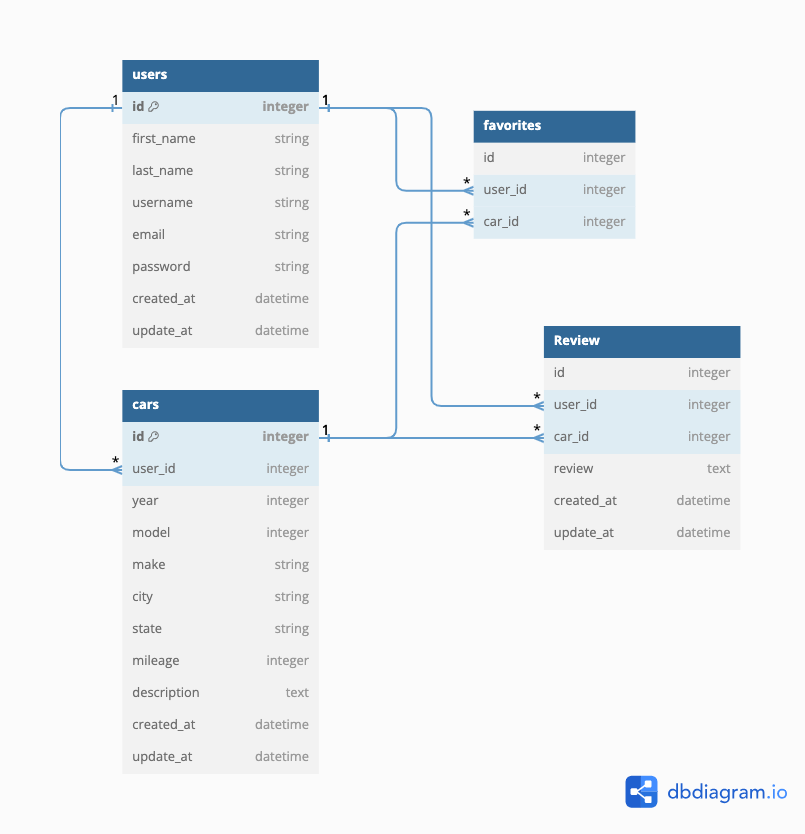 users
1 id integer 1
first_name string
last_name string
username stirng
email string
password string
created_at datetime
update_at datetime
favorites
id integer
* user_id integer
* car_id integer
Review
id integer
* user_id integer
* car_id integer
review text
created_at datetime
update_at datetime
cars
id integer 1
* user_id integer
year integer
model integer
make string
city string
state string
mileage integer
description text
created_at datetime
update_at datetime
dbdiagram.io